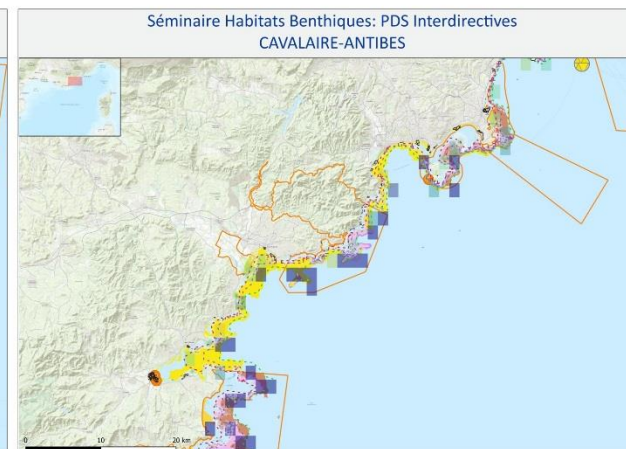 Séminaire Habitats Benthiques: PDS Interdirectives
CAVALAIRE-ANTIBES
0 10 20 km